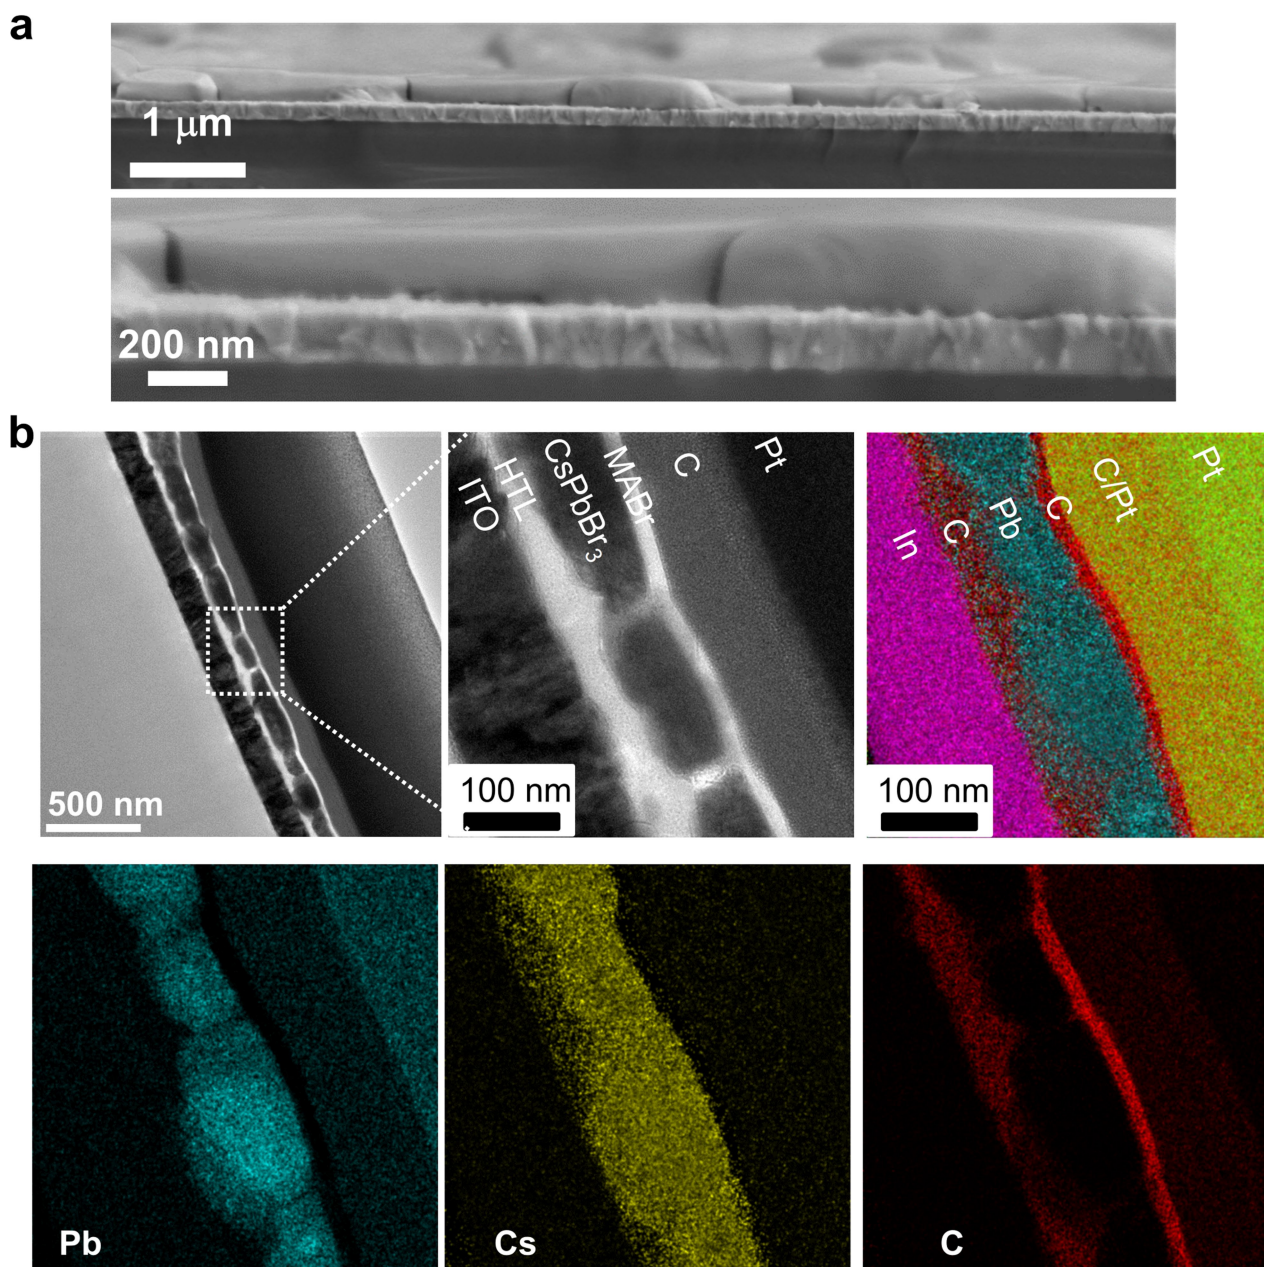 a
1 μm
200 nm
b
500 nm
ITO
HTL
CsPbBr3
MABr
C
Pt
100 nm
In
C
Pb
C
C/Pt
Pt
100 nm
Pb
Cs
C